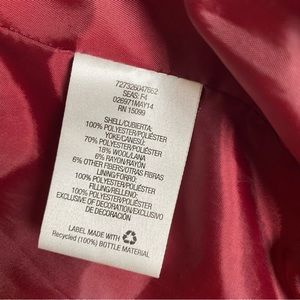 727326047662
SEAS: F4
026971MAY14
RN 15099
SHELL/CUBIERTA:
100% POLYESTER/POLIÉSTER
YOKE/CANESÚ:
70% POLYESTER/POLIÉSTER
18% WOOL/LANA
6% RAYON/RAYÓN
6% OTHER FIBERS/OTRAS FIBRAS
LINING/FORRO:
100% POLYESTER/POLIÉSTER
FILLING/RELLENO:
100% POLYESTER/POLIÉSTER
EXCLUSIVE OF DECORATION/EXCLUSIVO
DE DECORACIÓN
LABEL MADE WITH
Recycled (100%) BOTTLE MATERIAL